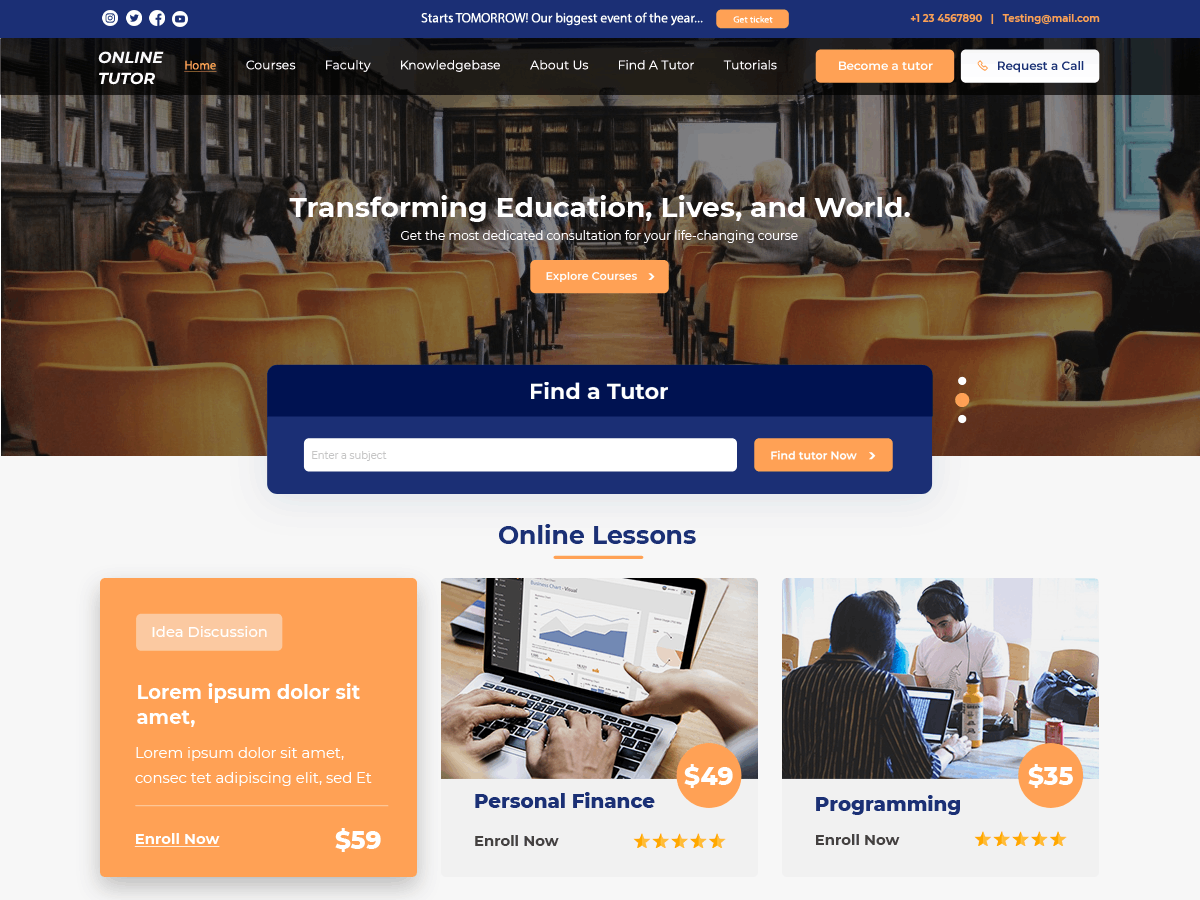 Starts TOMORROW! Our biggest event of the year...
Get ticket
+1 23 4567890 | Testing@mail.com
ONLINE
TUTOR
Home
Courses
Faculty
Knowledgebase
About Us
Find A Tutor
Tutorials
Become a tutor
Request a Call
Transforming Education, Lives, and World.
Get the most dedicated consultation for your life-changing course
Explore Courses
Find a Tutor
Enter a subject
Find tutor Now
Online Lessons
Idea Discussion
Lorem ipsum dolor sit
amet,
Lorem ipsum dolor sit amet,
consec tet adipiscing elit, sed Et
Enroll Now
$59
Business Chart - Visual
$49
Personal Finance
Enroll Now
$35
Programming
Enroll Now